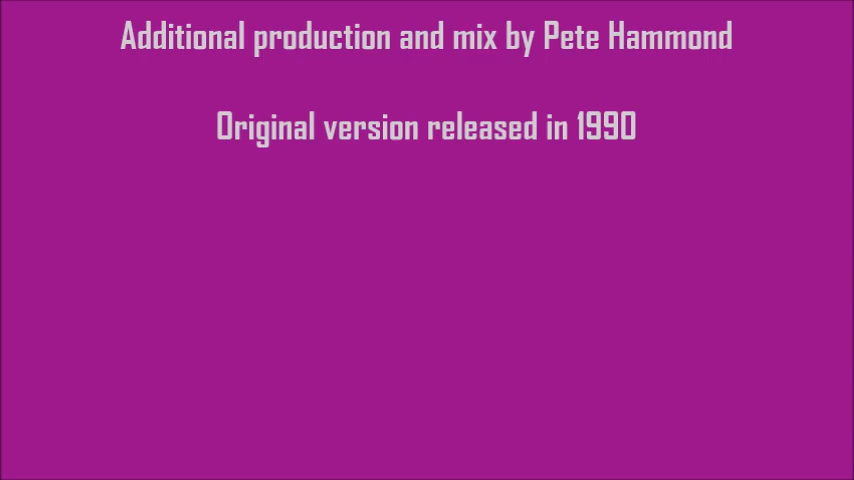 Additional production and mix by Pete Hammond
Original version released in 1990